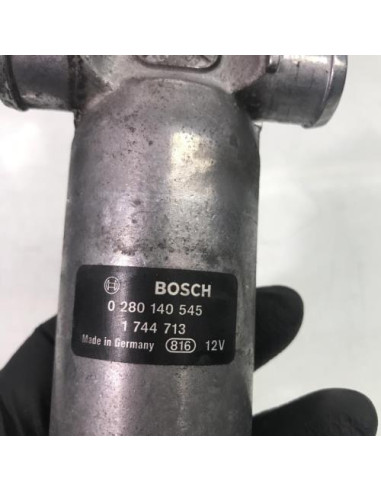 BOSCH
0 280 140 545
1 744 713
Made in Germany 816 12V